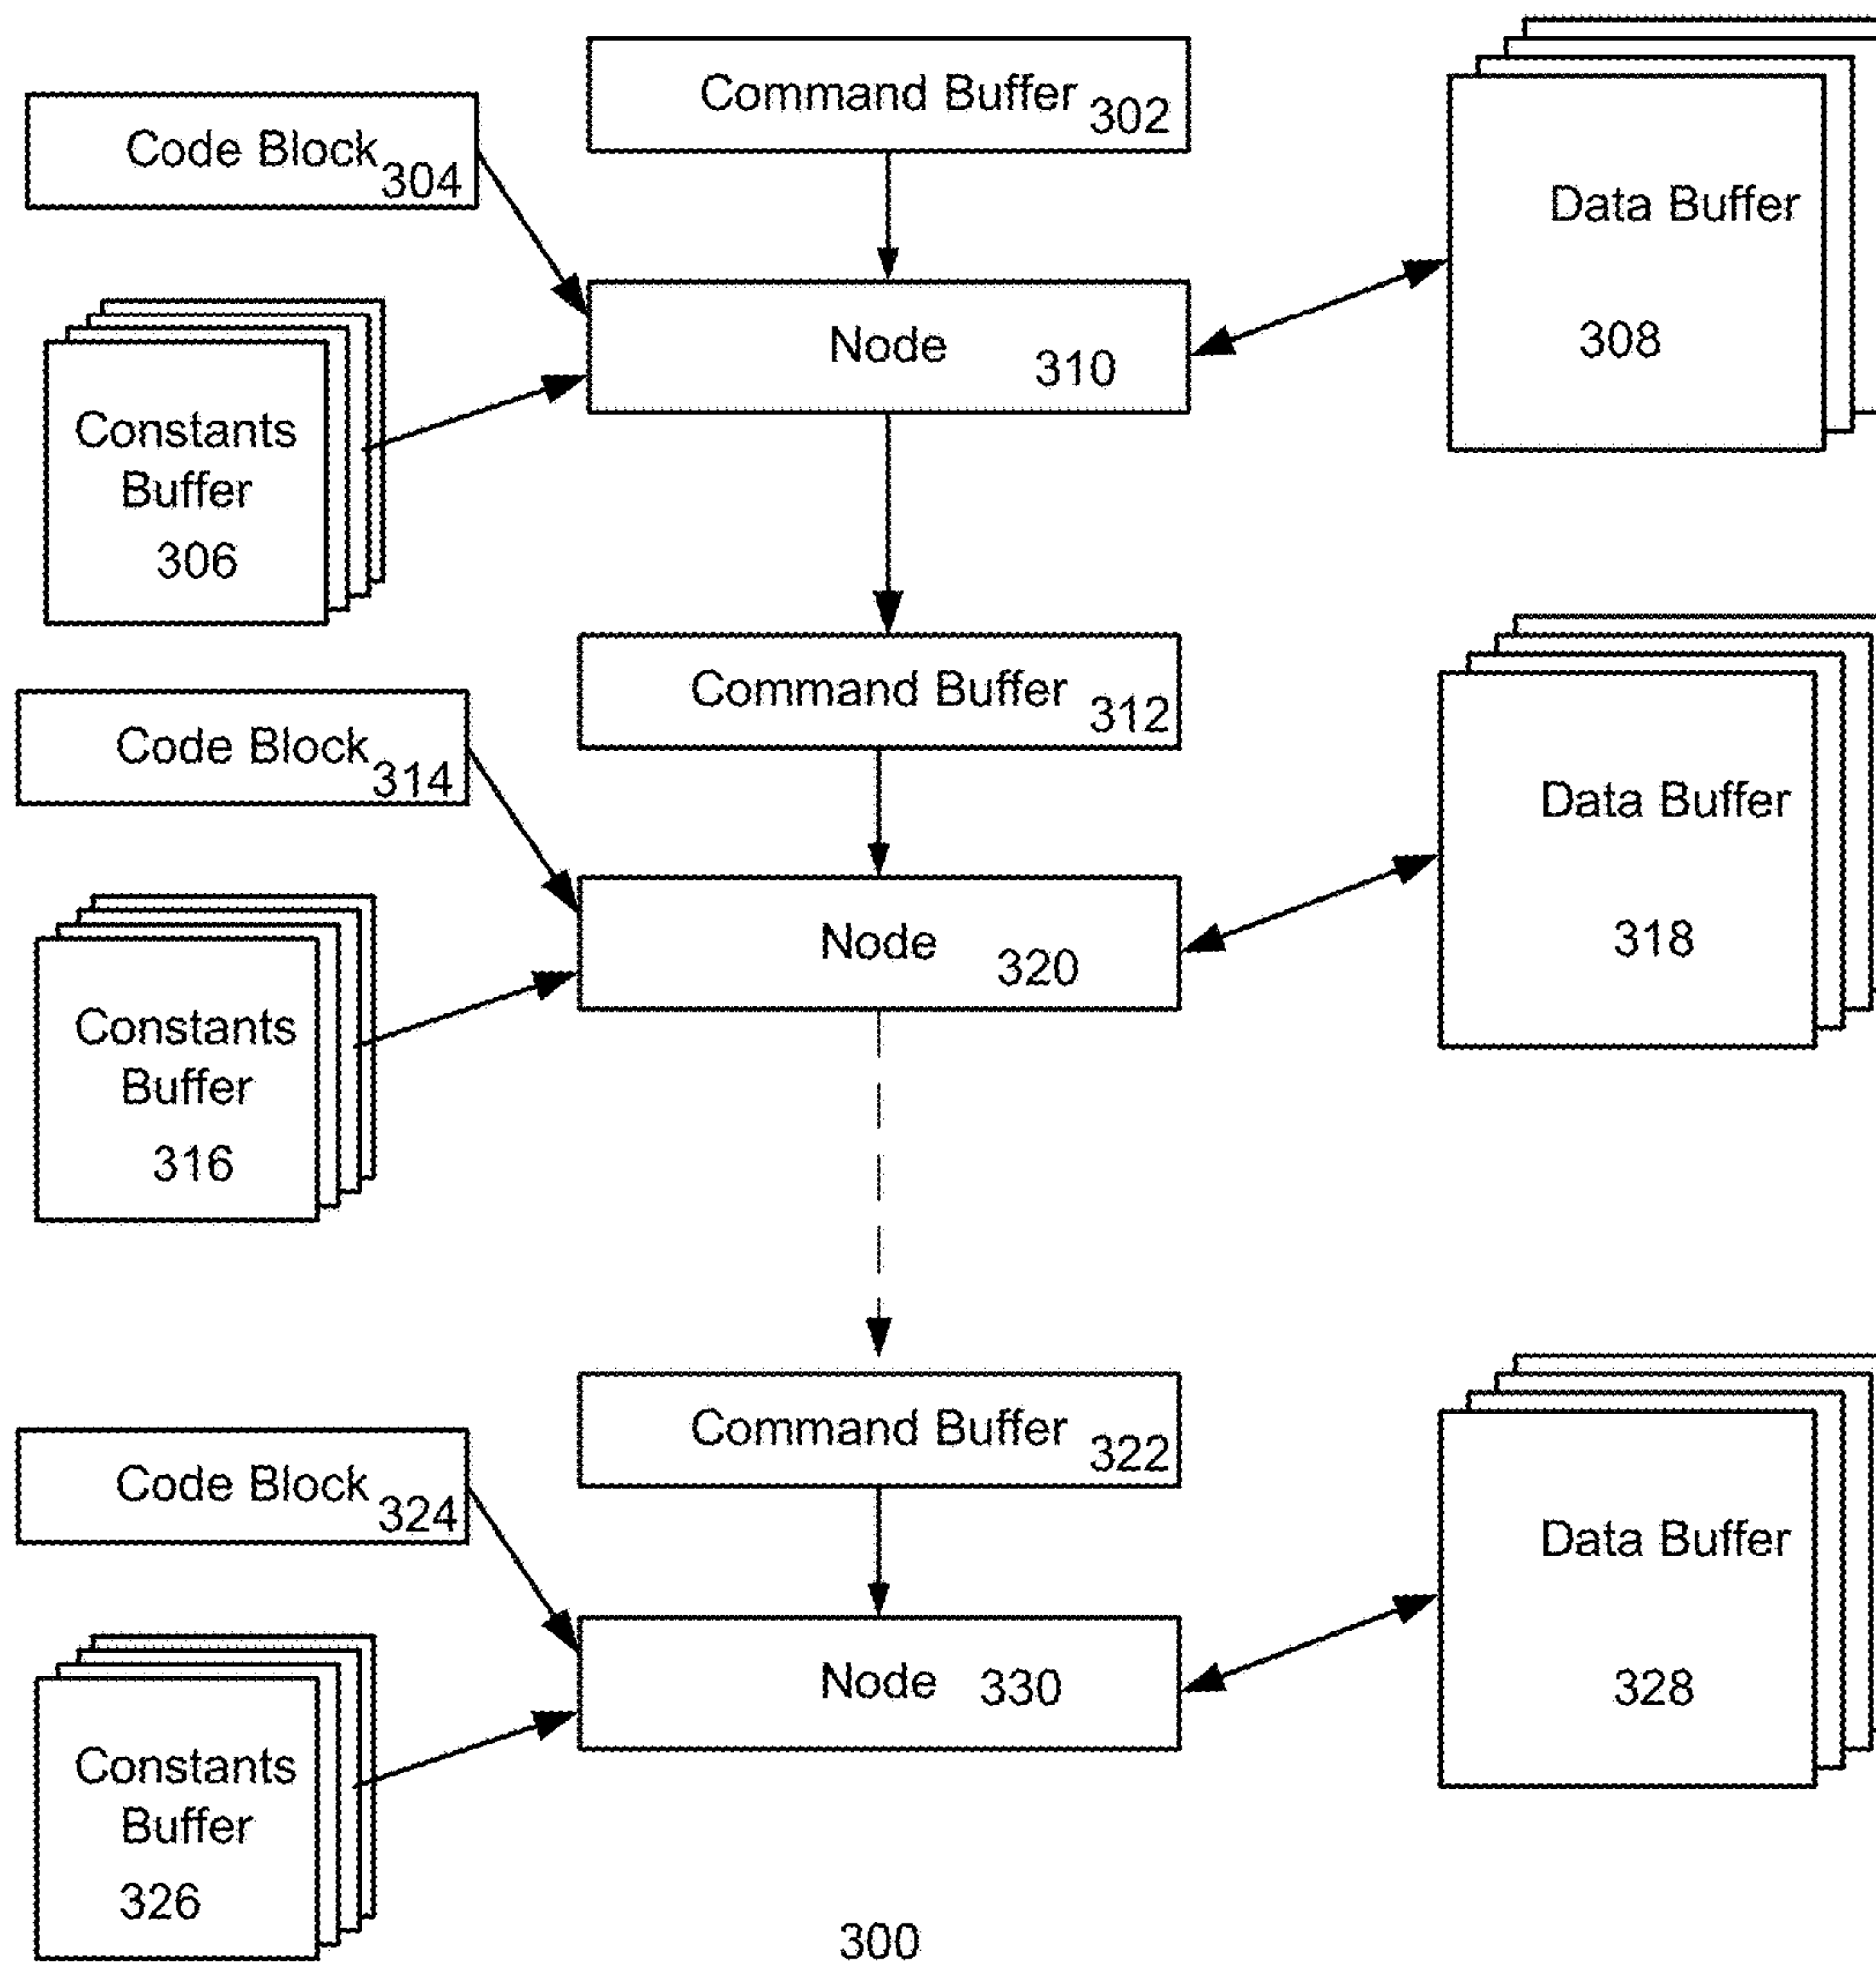 Command Buffer 302
Code Block 304
Data Buffer
308
Node 310
Constants
Buffer
306
Command Buffer 312
Code Block 314
Data Buffer
318
Node 320
Constants
Buffer
316
Command Buffer 322
Code Block 324
Data Buffer
328
Node 330
Constants
Buffer
326
300